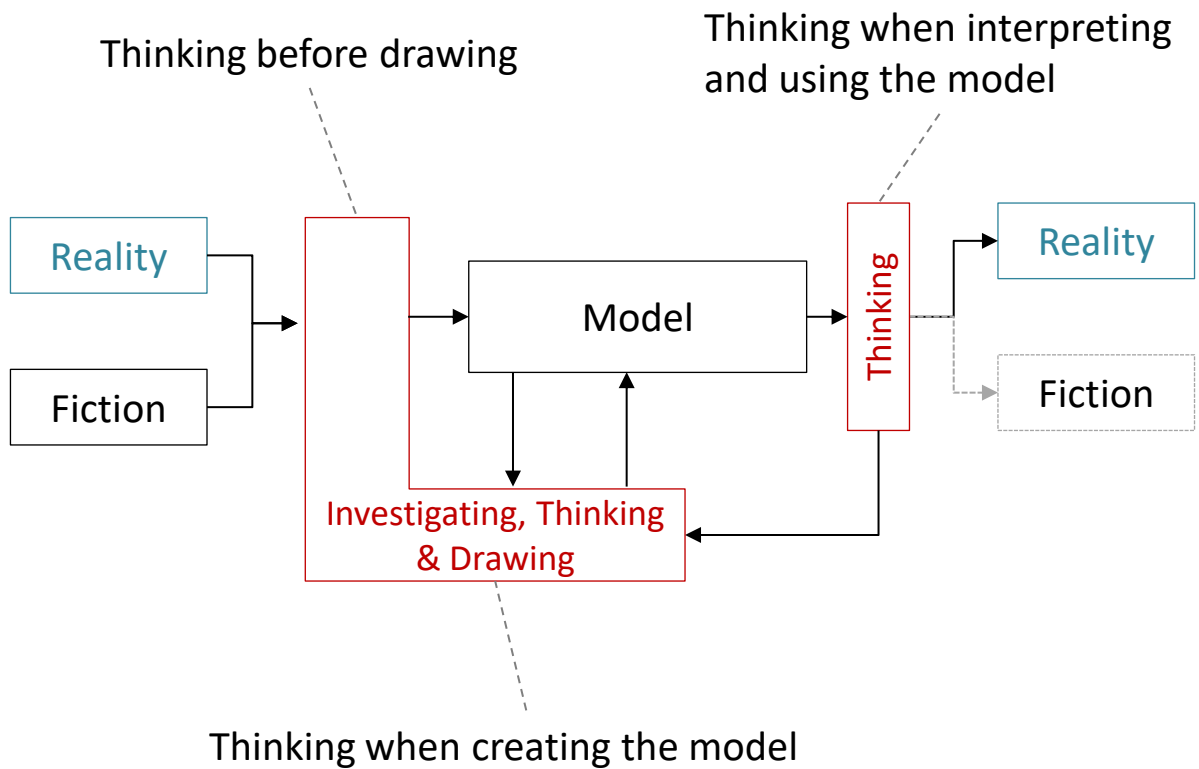 Thinking before drawing
Thinking when interpreting
and using the model
Reality
Fiction
Model
Thinking
Reality
Fiction
Investigating, Thinking
& Drawing
Thinking when creating the model